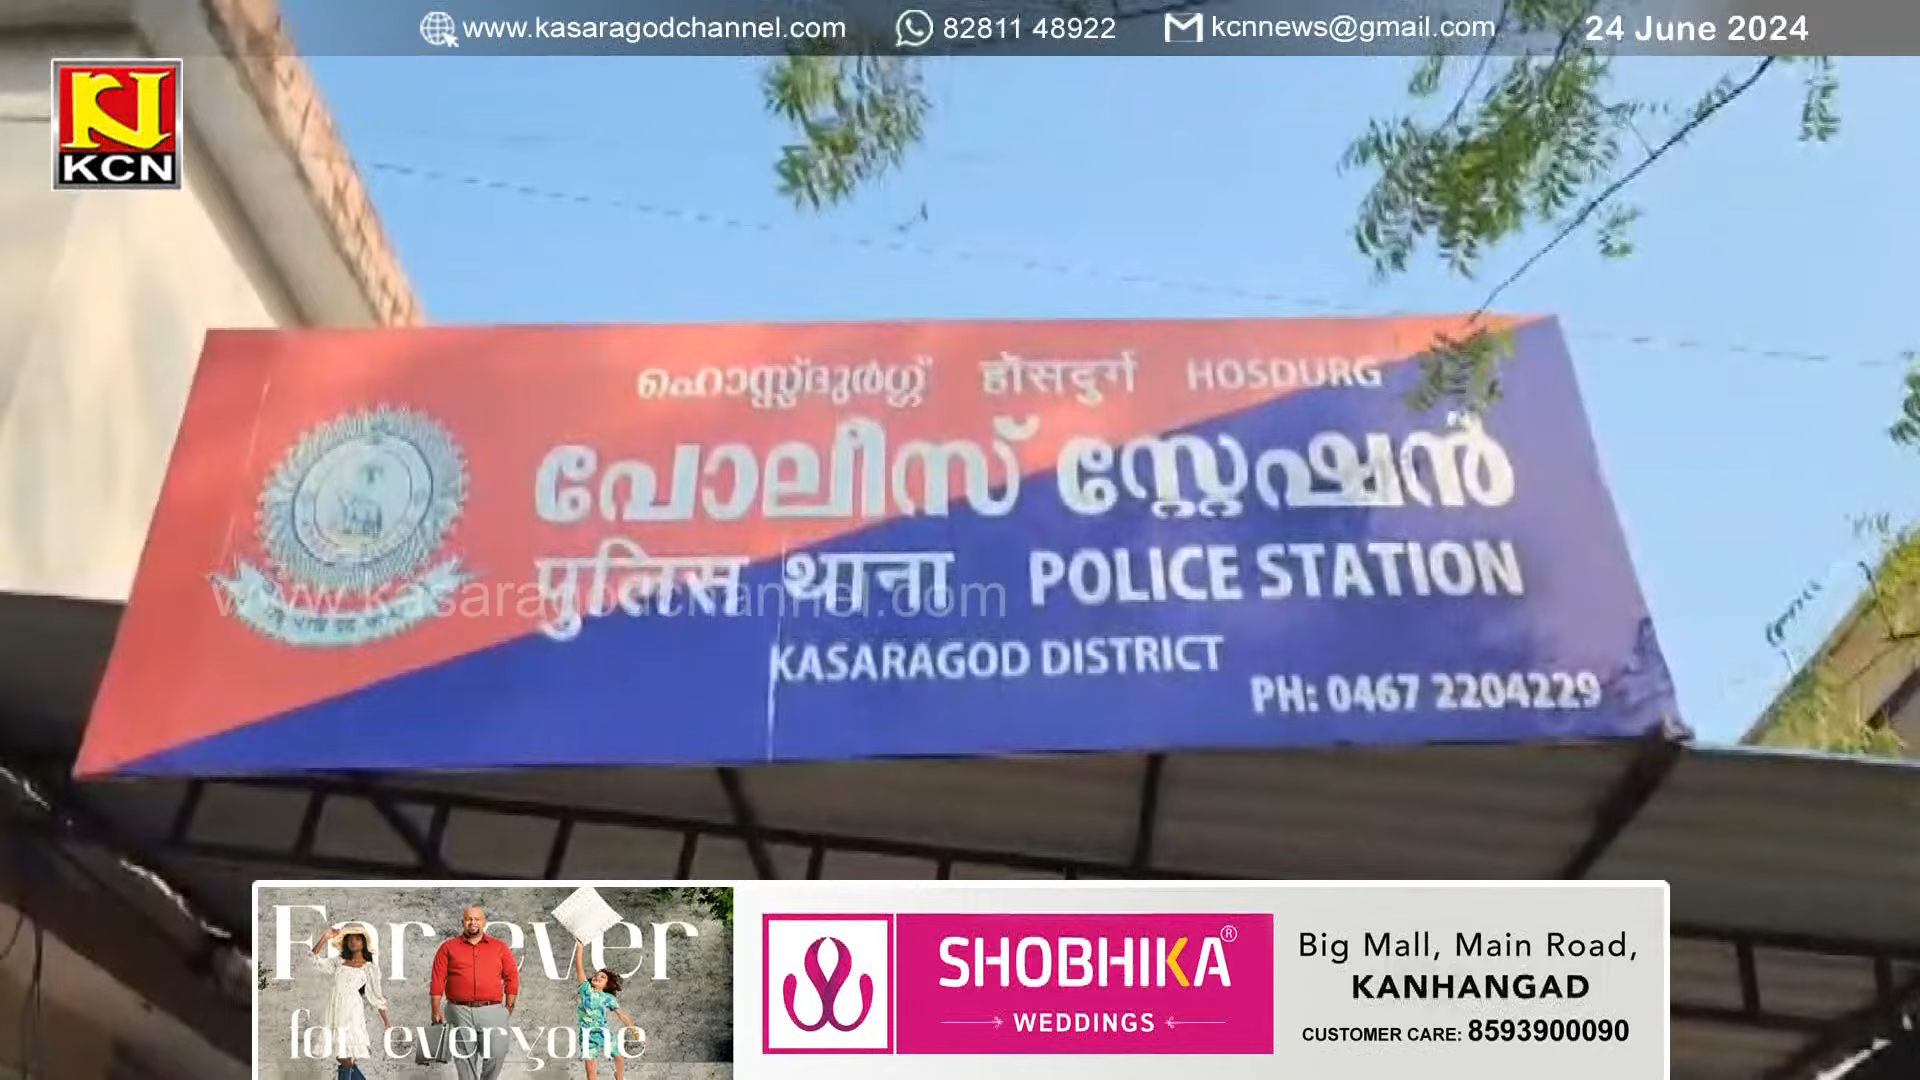 www.kasaragodchannel.com 82811 48922 kcnnews@gmail.com 24 June 2024
KCN
ഹൊസ്ദുർഗ്ഗ് हॊसदुर्ग HOSDURG
പോലീസ് സ്റ്റേഷൻ
पुलिस थाना POLICE STATION
www.kasaragodchannel.com
KASARAGOD DISTRICT
PH: 0467 2204229
Forever
for everyone
SHOBHIKA®
WEDDINGS
Big Mall, Main Road,
KANHANGAD
CUSTOMER CARE: 8593900090